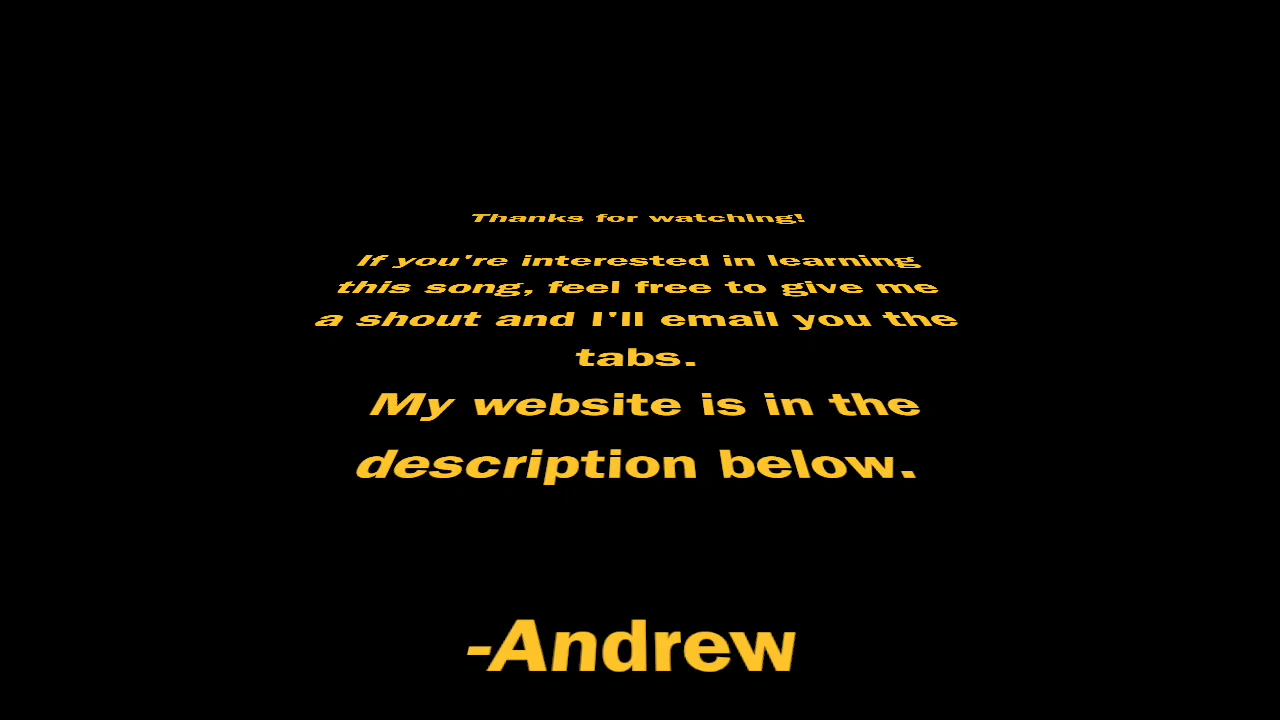 Thanks for watching!
If you're interested in learning
this song, feel free to give me
a shout and I'll email you the
tabs.
My website is in the
description below.
-Andrew